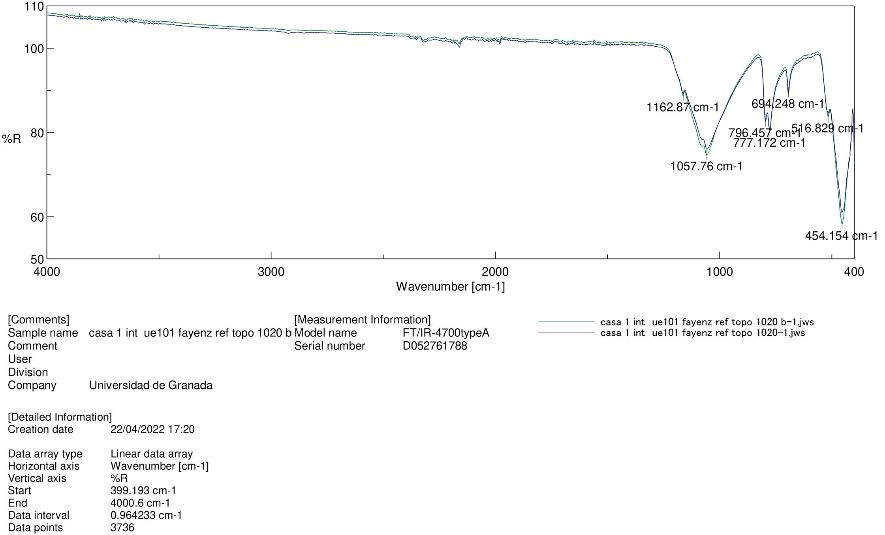 110
100
%R
80
60
50
4000
3000
2000
1000
400
Wavenumber [cm-1]
1162.87 cm-1
1057.76 cm-1
694.248 cm-1
796.457 cm-1
777.172 cm-1
516.829 cm-1
454.154 cm-1
[Comments]
Sample name casa 1 int ue101 fayenz ref topo 1020 b
Comment
User
Division
Company Universidad de Granada
[Measurement Information]
Model name FT/IR-4700typeA
Serial number D052761788
casa 1 int ue101 fayenz ref topo 1020 b-1.jws
casa 1 int ue101 fayenz ref topo 1020-1.jws
[Detailed Information]
Creation date 22/04/2022 17:20
Data array type Linear data array
Horizontal axis Wavenumber [cm-1]
Vertical axis %R
Start 399.193 cm-1
End 4000.6 cm-1
Data interval 0.964233 cm-1
Data points 3736